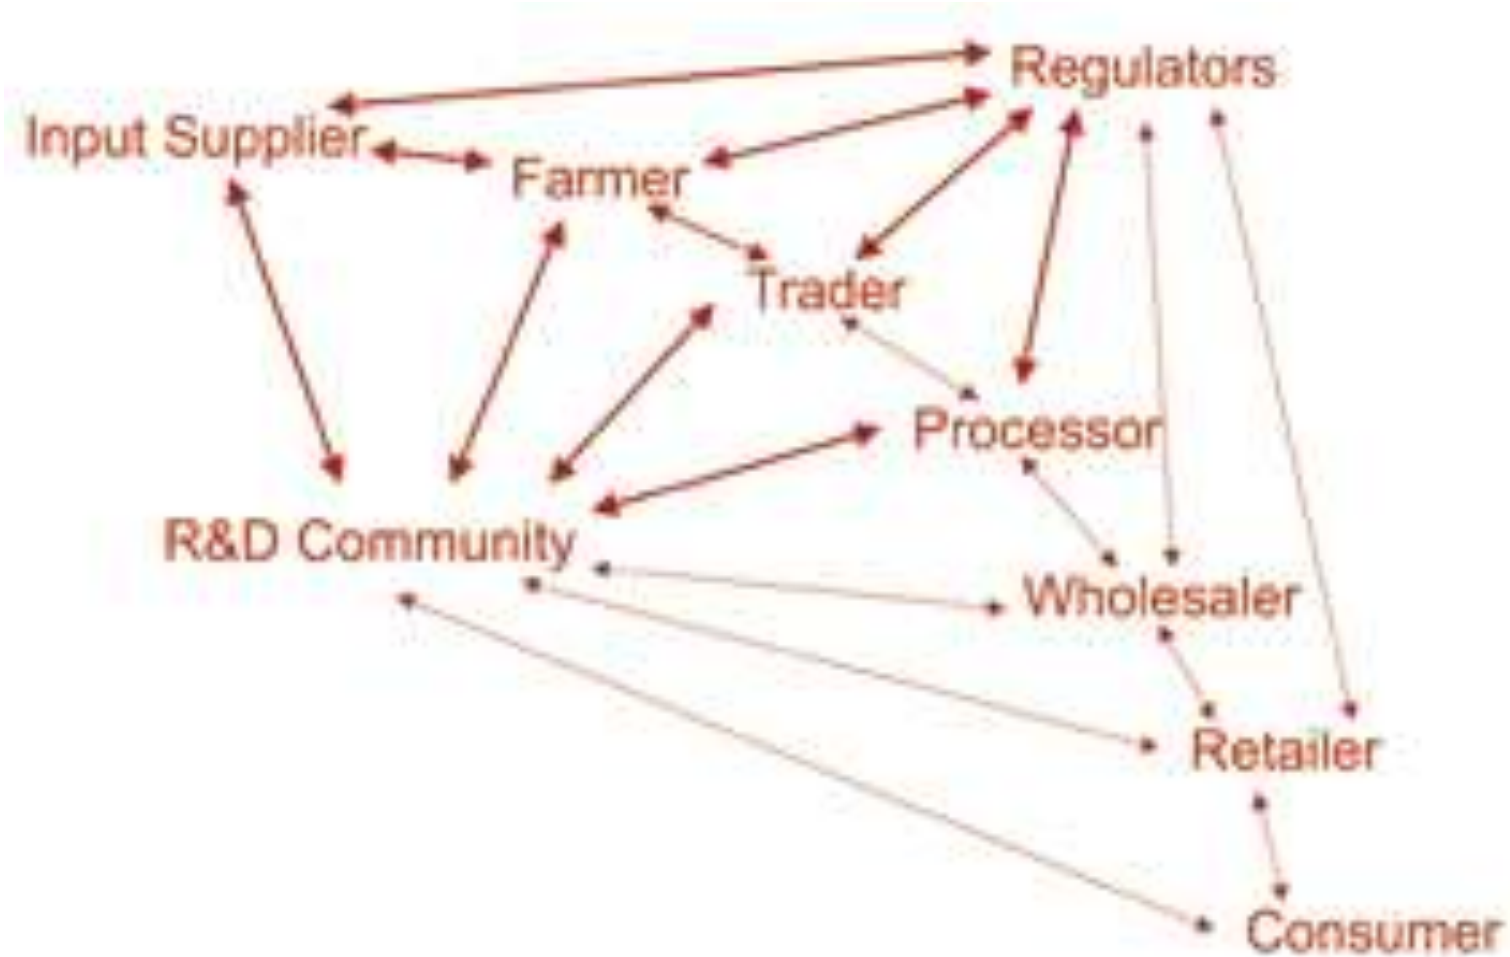 Regulators
Input Supplier
Farmer
Trader
Processor
R&D Community
Wholesaler
Retailer
Consumer